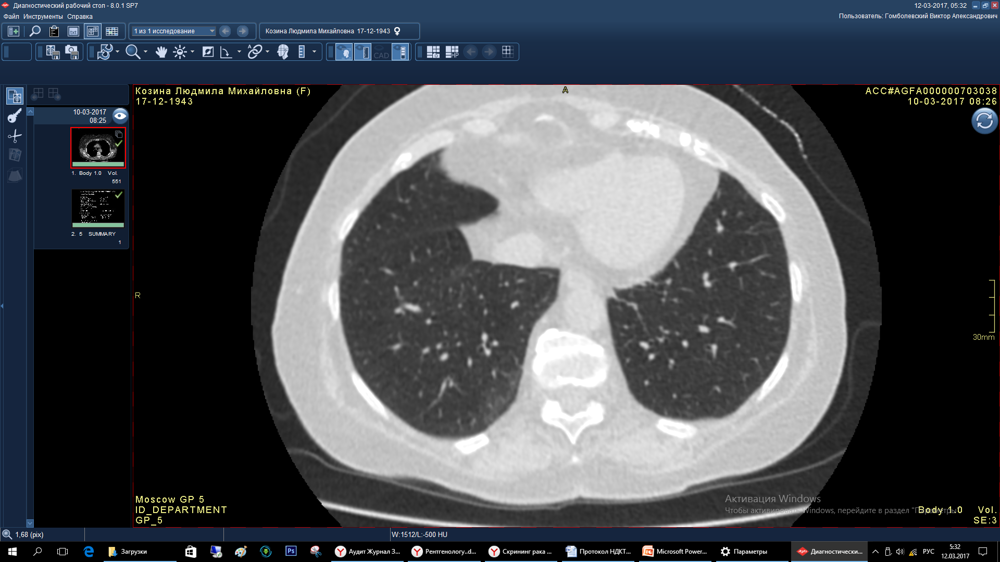 Диагностический рабочий стол - 8.0.1 SP7
12-03-2017, 05:32
Файл Инструменты Справка
Пользователь: Гомболевский Виктор Александрович
1 из 1 исследование
Козина Людмила Михайловна 17-12-1943
txt
CAD
HP
10-03-2017
08:25
1. Body 1.0 Vol.
551
2. 5 SUMMARY
1
Козина Людмила Михайловна (F)
17-12-1943
A
ACC#AGFA000000703038
10-03-2017 08:26
R
30mm
Moscow GP 5
ID_DEPARTMENT
GP_5
Активация Windows
Чтобы активировать Windows, перейдите в раздел "Параметры".
Body 1.0 Vol.
SE:3
1,68 (pix)
W:1512/L:-500 HU
Загрузки
Ps
Аудит Журнал З...
Рентгенологу..d...
Скрининг рака ...
Протокол НДКТ...
Microsoft Power...
Параметры
Диагностически...
РУС
5:32
12.03.2017